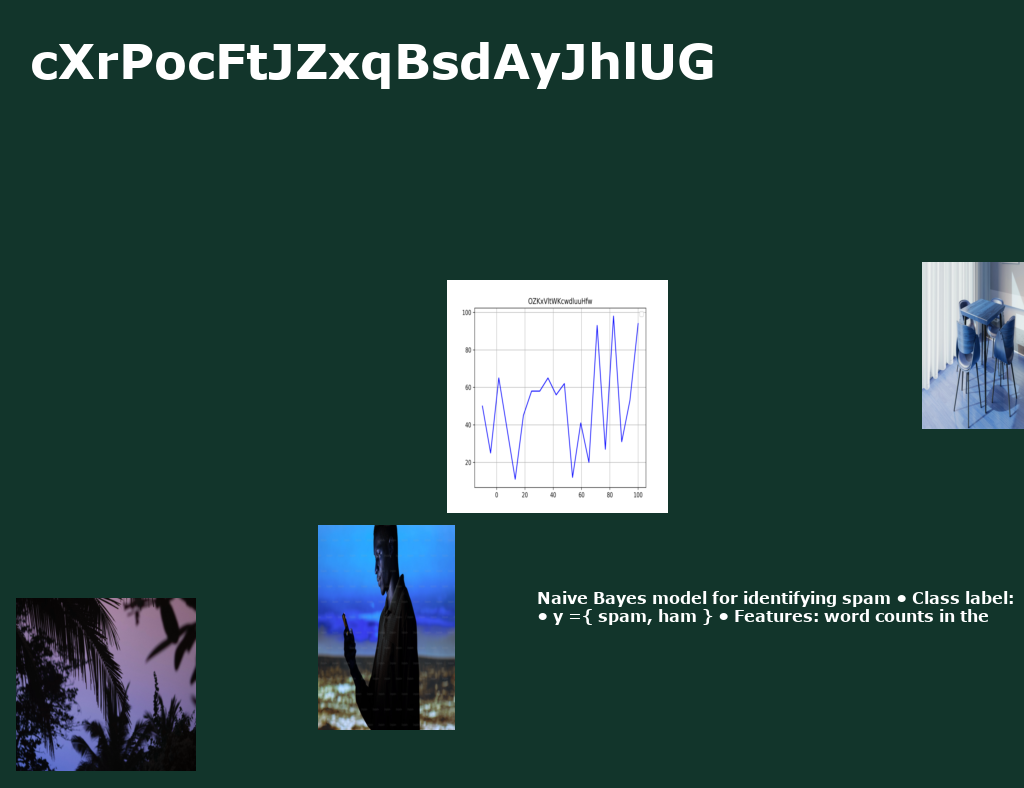 cXrPocFtJZxqBsdAyJhlUG
OZKxVltWKcwdluuHfw
100
80
60
40
20
0 20 40 60 80 100
Naive Bayes model for identifying spam • Class label:
• y ={ spam, ham } • Features: word counts in the